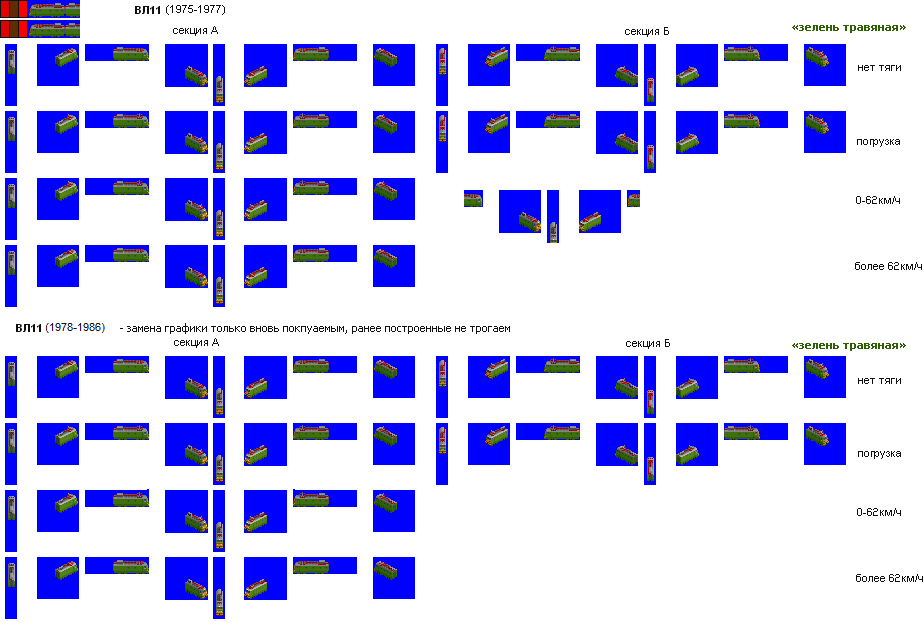 ВЛ11 (1975-1977)
секция А
секция Б
«зелень травяная»
нет тяги
погрузка
0-62км/ч
более 62км/ч
ВЛ11 (1978-1986) - замена графики только вновь покпуаемым, ранее построенные не трогаем
секция А
секция Б
«зелень травяная»
нет тяги
погрузка
0-62км/ч
более 62км/ч